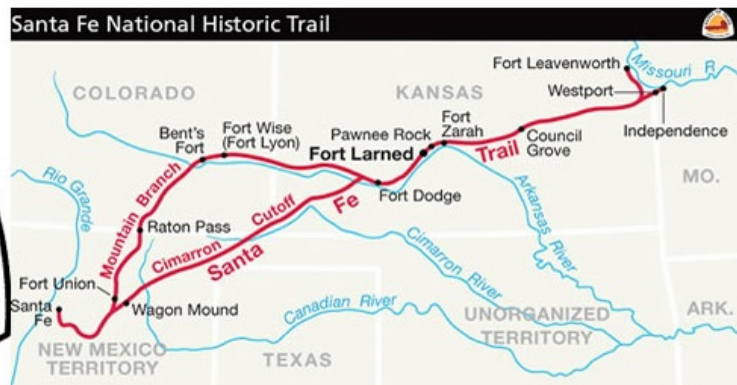 Santa Fe National Historic Trail
Fort Leavenworth
Missouri R
COLORADO
KANSAS
Westport
Bent's
Fort
Fort Wise
(Fort Lyon)
Pawnee Rock
Fort
Zarah
Fort Larned
Trail
Council
Grove
Independence
Rio Grande
Mountain Branch
Fort Dodge
MO.
Cutoff
Fe
Arkansas River
Raton Pass
Cimarron
Santa
Cimarron River
Fort Union
Santa
Fe
Wagon Mound
Canadian River
UNORGANIZED
TERRITORY
ARK.
NEW MEXICO
TERRITORY
TEXAS